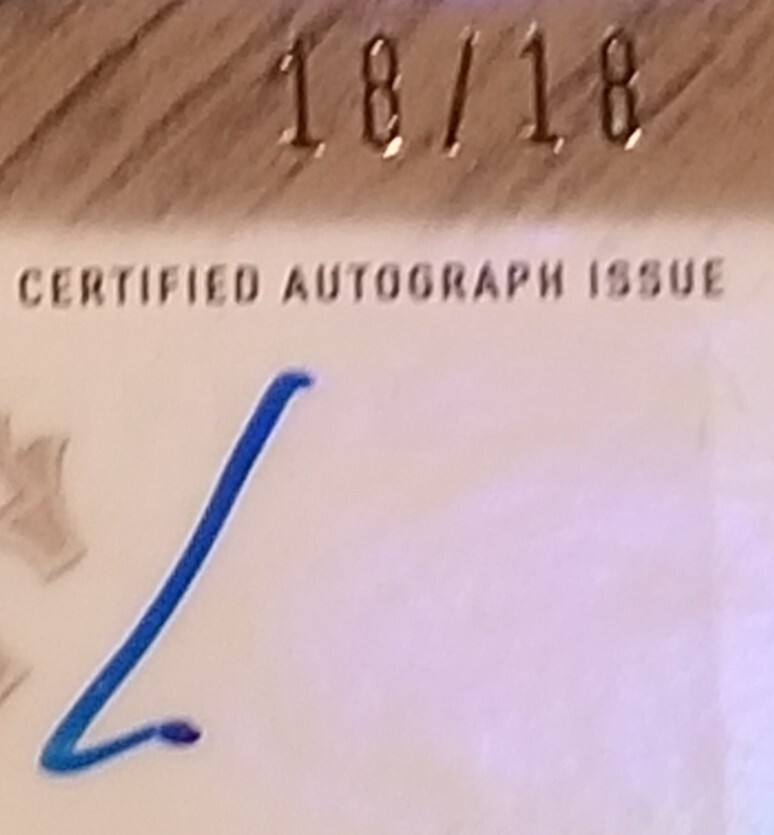 18/18
CERTIFIED AUTOGRAPH ISSUE